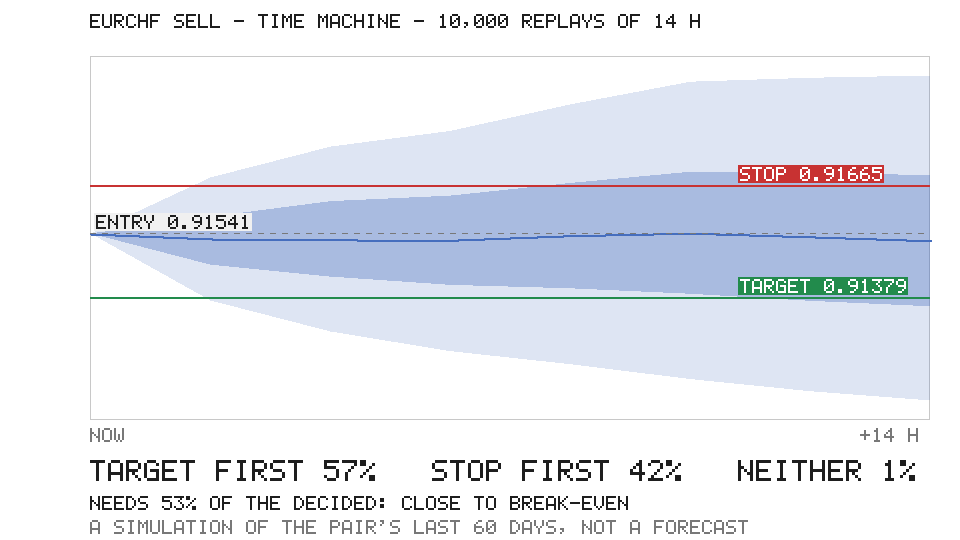 EURCHF SELL - TIME MACHINE - 10,000 REPLAYS OF 14 H
STOP 0.91665
ENTRY 0.91541
TARGET 0.91379
NOW +14 H
TARGET FIRST 57% STOP FIRST 42% NEITHER 1%
NEEDS 53% OF THE DECIDED: CLOSE TO BREAK-EVEN
A SIMULATION OF THE PAIR'S LAST 60 DAYS, NOT A FORECAST